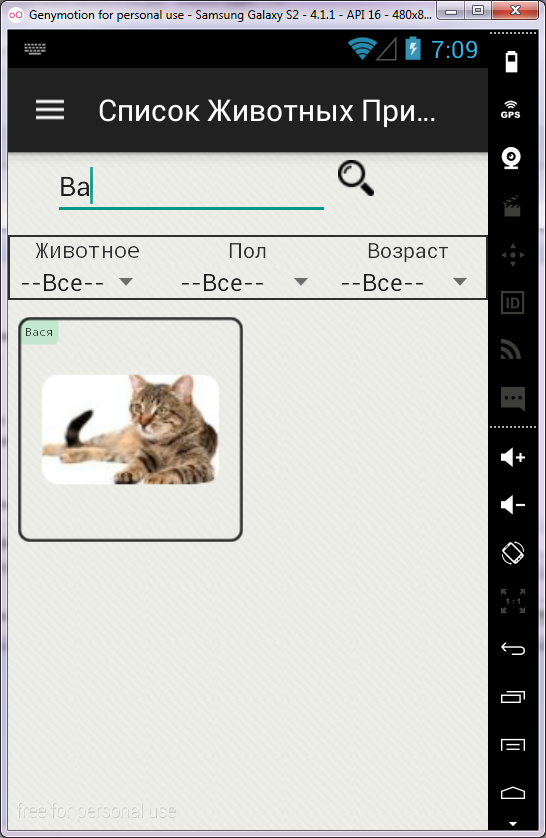 Genymotion for personal use - Samsung Galaxy S2 - 4.1.1 - API 16 - 480x8...
7:09
Список Животных При...
GPS
Ва
Животное Пол Возраст
--Все-- --Все-- --Все--
ID
Вася
1:1
free for personal use